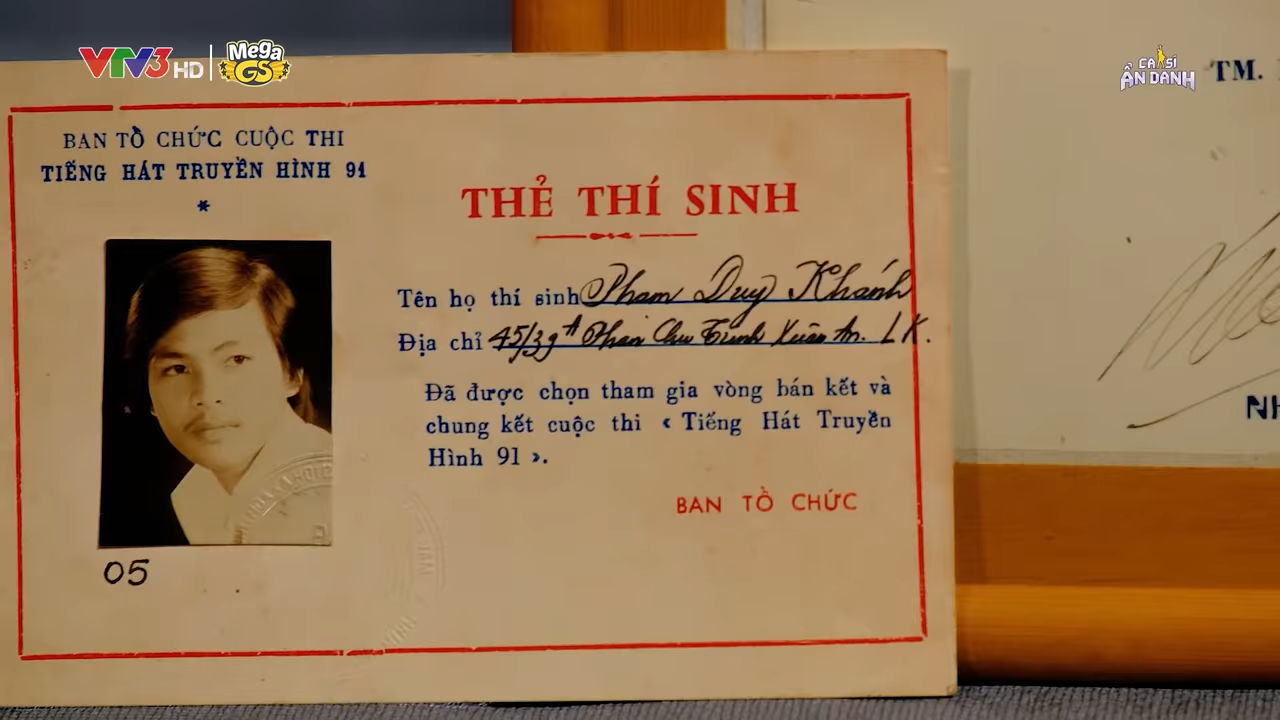 VTV3 HD
Mega GS
CA SĨ
ẨN DANH
TM.
BAN TỔ CHỨC CUỘC THI
TIẾNG HÁT TRUYỀN HÌNH 91
*
THẺ THÍ SINH
Tên họ thí sinh Phạm Duy Khánh
Địa chỉ 45/39A Phan Chu Trinh Xuân An. LK.
Đã được chọn tham gia vòng bán kết và
chung kết cuộc thi « Tiếng Hát Truyền
Hình 91 ».
BAN TỔ CHỨC
05